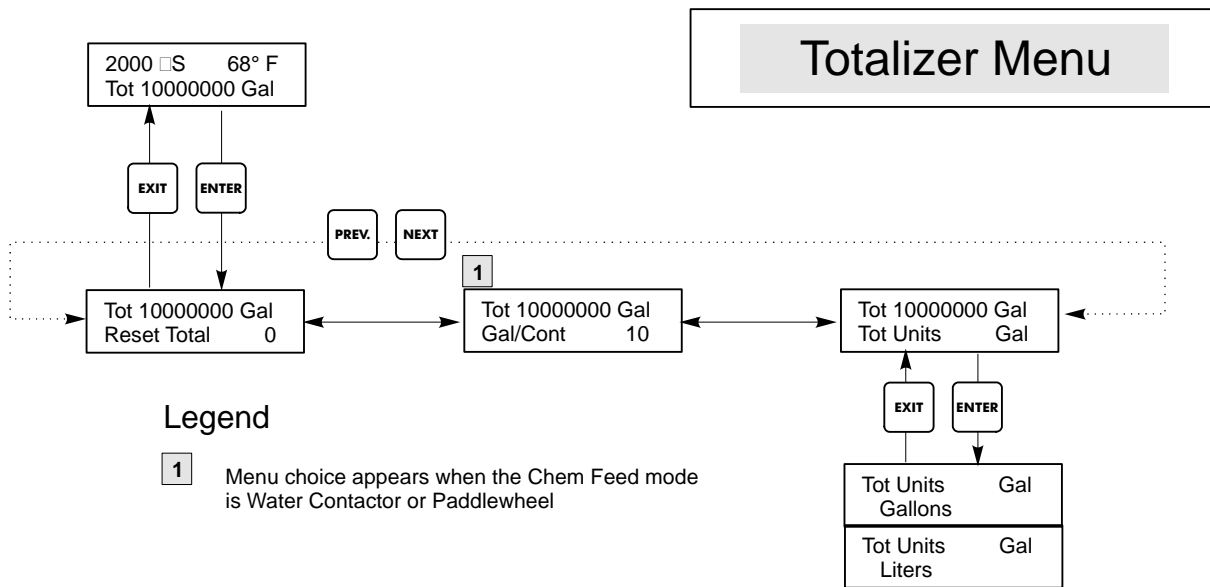 Totalizer Menu
2000 □S 68° F
Tot 10000000 Gal
EXIT
ENTER
PREV.
NEXT
1
Tot 10000000 Gal
Reset Total 0
Tot 10000000 Gal
Gal/Cont 10
Tot 10000000 Gal
Tot Units Gal
EXIT
ENTER
Legend
1 Menu choice appears when the Chem Feed mode
is Water Contactor or Paddlewheel
Tot Units Gal
Gallons
Tot Units Gal
Liters